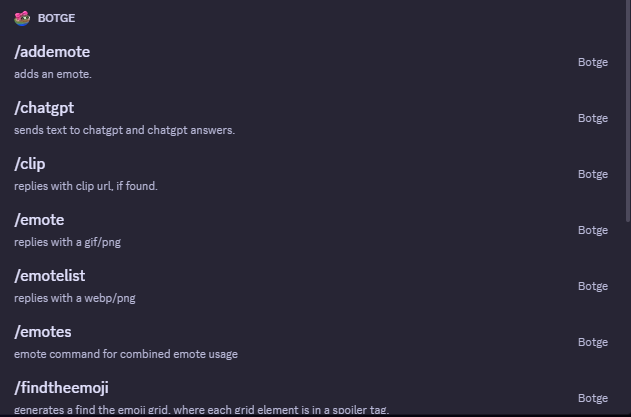 BOTGE
/addemote
adds an emote.
Botge
/chatgpt
sends text to chatgpt and chatgpt answers.
Botge
/clip
replies with clip url, if found.
Botge
/emote
replies with a gif/png
Botge
/emotelist
replies with a webp/png
Botge
/emotes
emote command for combined emote usage
Botge
/findtheemoji
generates a find the emoji grid, where each grid element is in a spoiler tag.
Botge